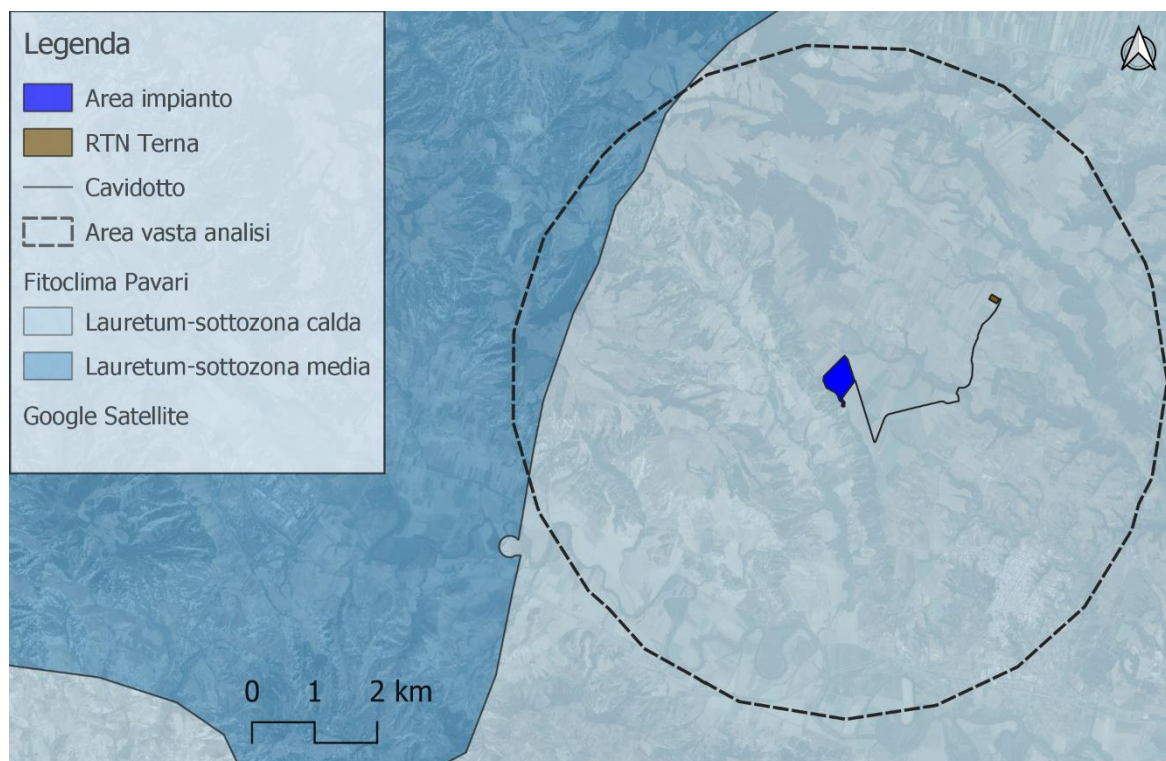 Legenda
Area impianto
RTN Terna
Cavidotto
Area vasta analisi
Fitoclima Pavari
Lauretum-sottozona calda
Lauretum-sottozona media
Google Satellite
0 1 2 km